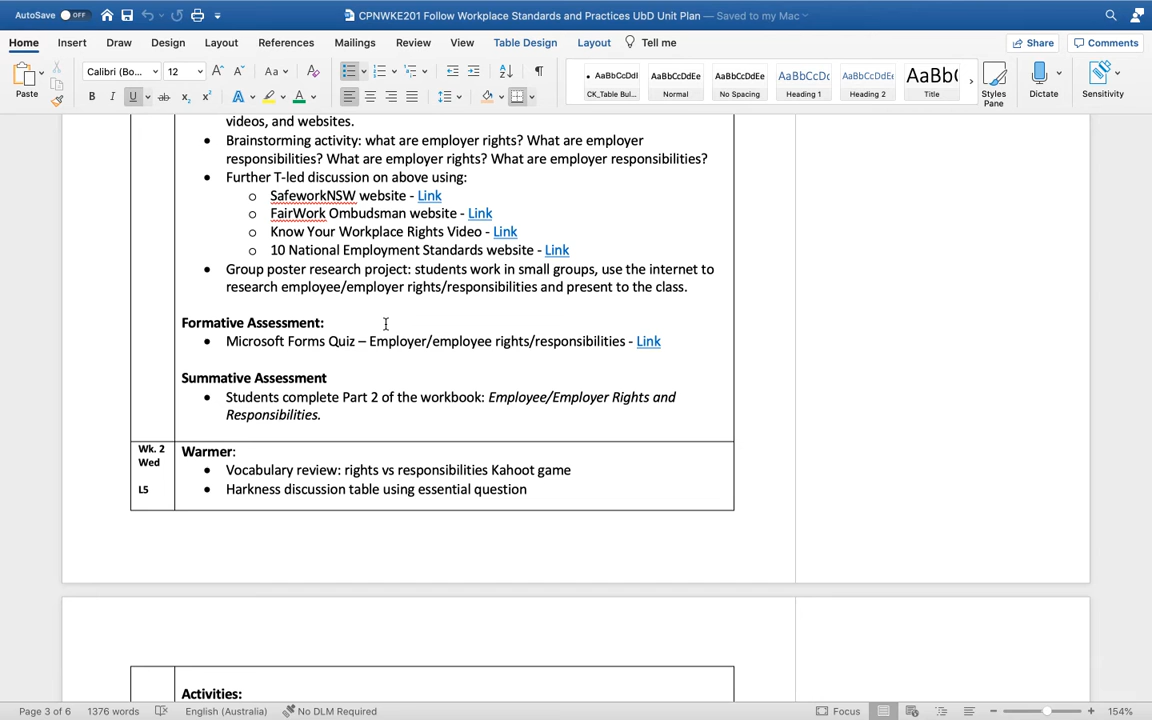 AutoSave OFF CPNWKE201 Follow Workplace Standards and Practices UbD Unit Plan — Saved to my Mac
Home Insert Draw Design Layout References Mailings Review View Table Design Layout Tell me Share Comments
Calibri (Bo... 12 Aa AaBbCcDdl AaBbCcDdEe AaBbCcDdEe AaBbCcDc AaBbCcDdEe AaBb(
Paste B I U ab x₂ x² A A CK_Table Bul... Normal No Spacing Heading 1 Heading 2 Title Styles Pane Dictate Sensitivity
videos, and websites.
• Brainstorming activity: what are employer rights? What are employer
responsibilities? What are employer rights? What are employer responsibilities?
• Further T-led discussion on above using:
o SafeworkNSW website - Link
o FairWork Ombudsman website - Link
o Know Your Workplace Rights Video - Link
o 10 National Employment Standards website - Link
• Group poster research project: students work in small groups, use the internet to
research employee/employer rights/responsibilities and present to the class.
Formative Assessment:
• Microsoft Forms Quiz – Employer/employee rights/responsibilities - Link
Summative Assessment
• Students complete Part 2 of the workbook: Employee/Employer Rights and
Responsibilities.
Wk. 2 Warmer:
Wed
• Vocabulary review: rights vs responsibilities Kahoot game
L5 • Harkness discussion table using essential question
Activities:
Page 3 of 6 1376 words English (Australia) No DLM Required Focus 154%